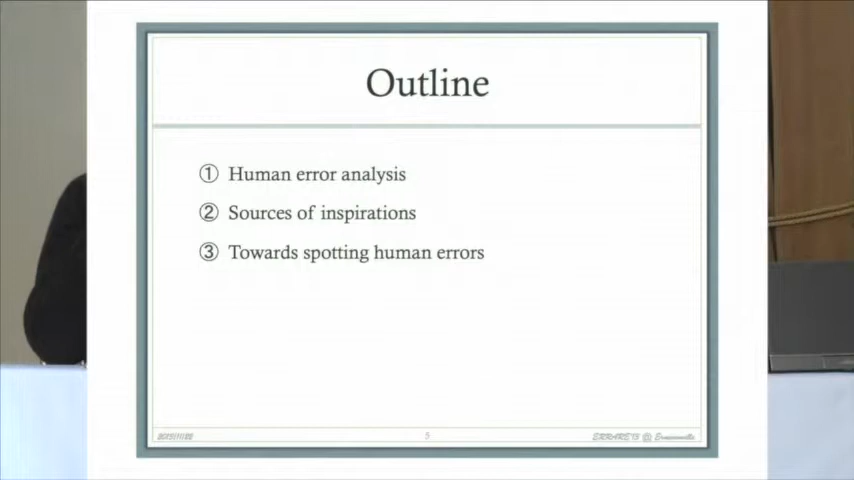 Outline
① Human error analysis
② Sources of inspirations
③ Towards spotting human errors
5